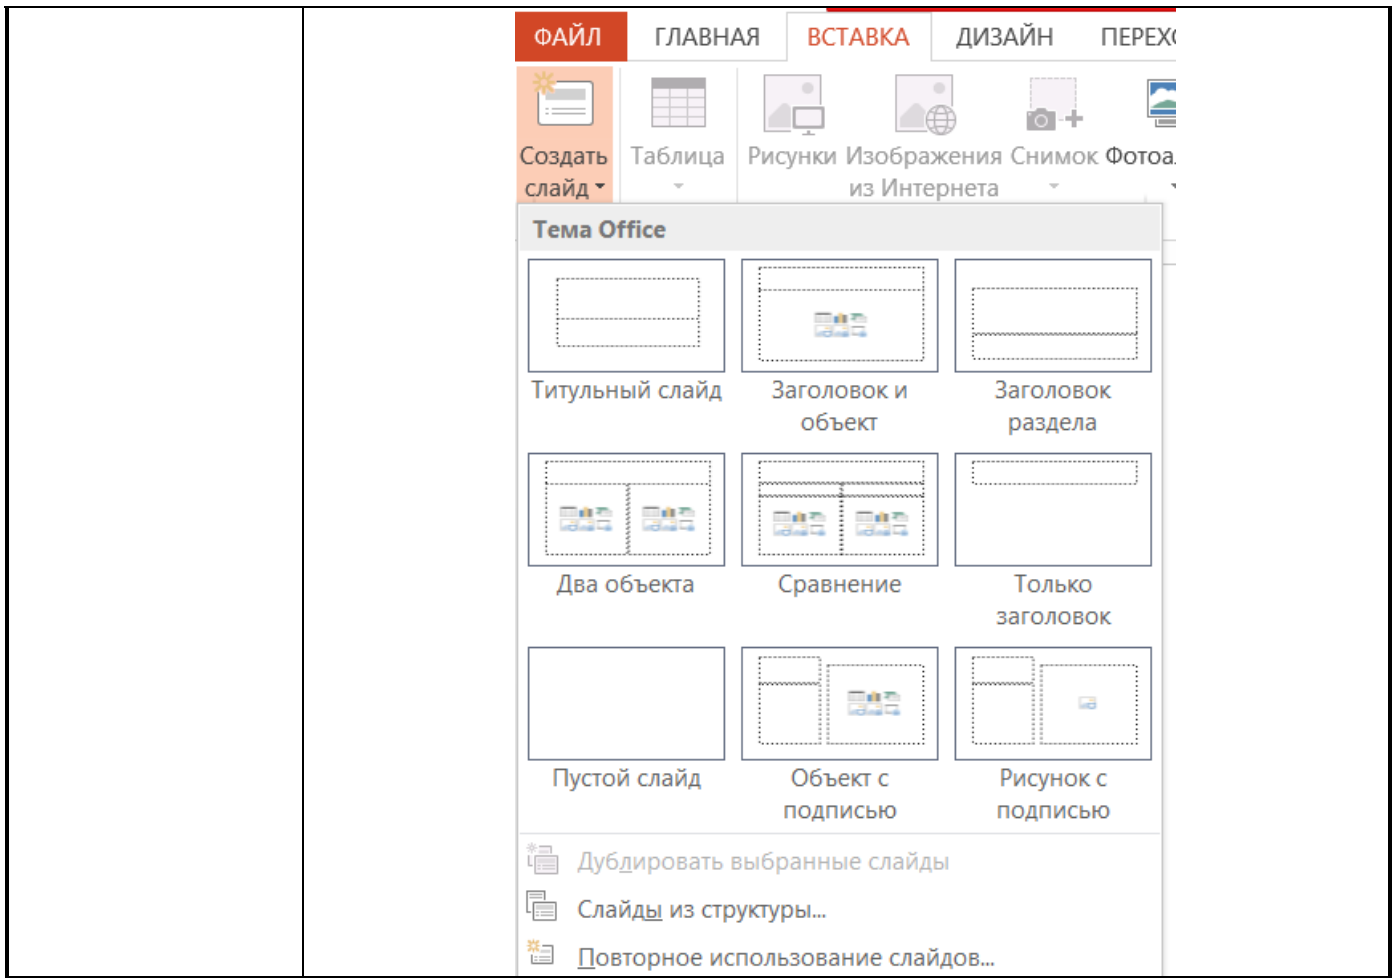 ФАЙЛ ГЛАВНАЯ ВСТАВКА ДИЗАЙН
Создать Таблица Рисунки Изображения Снимок
слайд из Интернета
Тема Office
Титульный слайд Заголовок и Заголовок
объект раздела
Два объекта Сравнение Только
заголовок
Пустой слайд Объект с Рисунок с
подписью подписью
Дублировать выбранные слайды
Слайды из структуры...
Повторное использование слайдов...